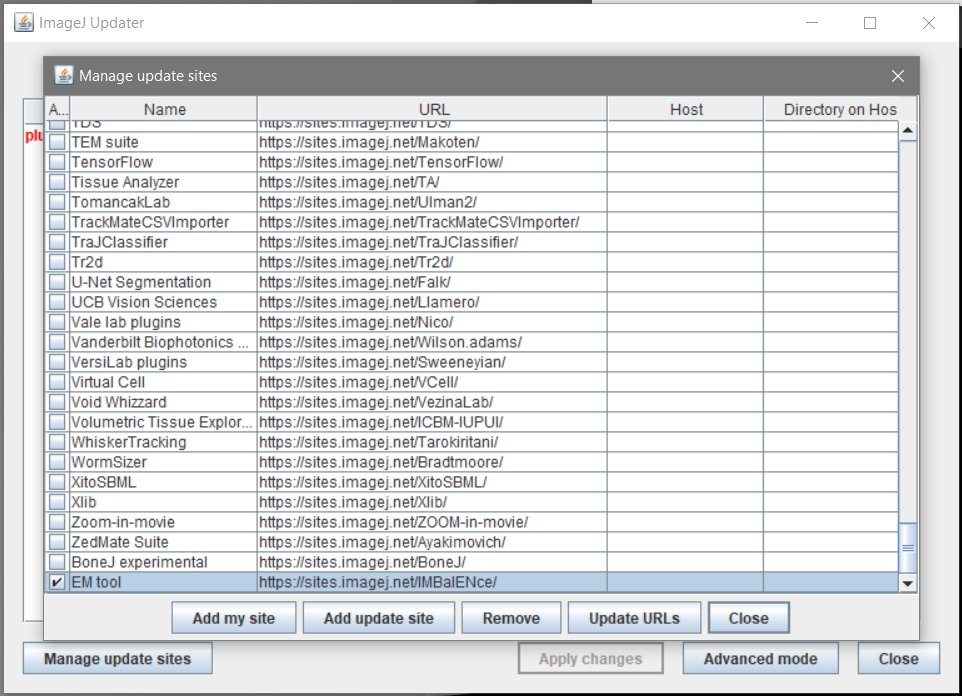 ImageJ Updater
Manage update sites
A... Name URL Host Directory on Hos
plu
TDS https://sites.imagej.net/TDS/
TEM suite https://sites.imagej.net/Makoten/
TensorFlow https://sites.imagej.net/TensorFlow/
Tissue Analyzer https://sites.imagej.net/TA/
TomancakLab https://sites.imagej.net/Ulman2/
TrackMateCSVImporter https://sites.imagej.net/TrackMateCSVImporter/
TraJClassifier https://sites.imagej.net/TraJClassifier/
Tr2d https://sites.imagej.net/Tr2d/
U-Net Segmentation https://sites.imagej.net/Falk/
UCB Vision Sciences https://sites.imagej.net/Llamero/
Vale lab plugins https://sites.imagej.net/Nico/
Vanderbilt Biophotonics ... https://sites.imagej.net/Wilson.adams/
VersiLab plugins https://sites.imagej.net/Sweeneyian/
Virtual Cell https://sites.imagej.net/VCell/
Void Whizzard https://sites.imagej.net/VezinaLab/
Volumetric Tissue Explor... https://sites.imagej.net/ICBM-IUPUI/
WhiskerTracking https://sites.imagej.net/Tarokiritani/
WormSizer https://sites.imagej.net/Bradtmoore/
XitoSBML https://sites.imagej.net/XitoSBML/
Xlib https://sites.imagej.net/Xlib/
Zoom-in-movie https://sites.imagej.net/ZOOM-in-movie/
ZedMate Suite https://sites.imagej.net/Ayakimovich/
BoneJ experimental https://sites.imagej.net/BoneJ/
EM tool https://sites.imagej.net/IMBalENce/
Add my site Add update site Remove Update URLs Close
Manage update sites Apply changes Advanced mode Close